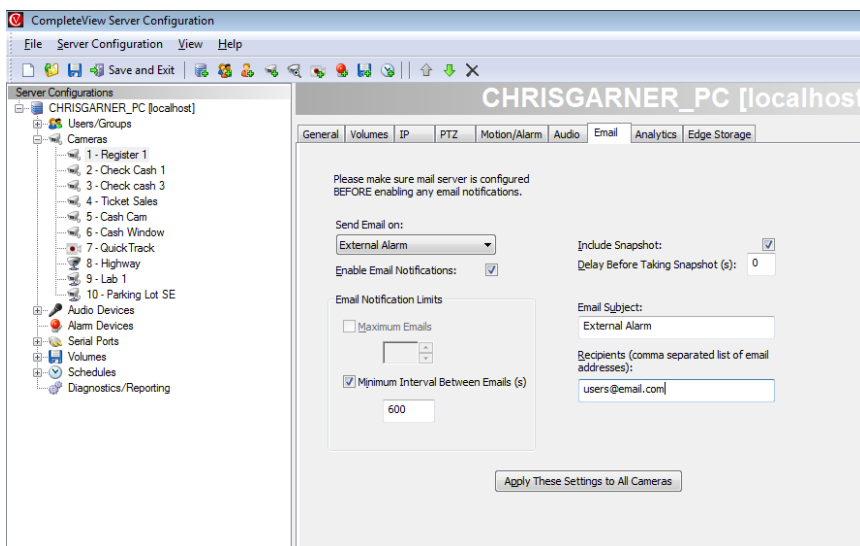 CompleteView Server Configuration
File Server Configuration View Help
Save and Exit
Server Configurations
CHRISGARNER_PC [localhost]
Users/Groups
Cameras
1 - Register 1
2 - Check Cash 1
3 - Check cash 3
4 - Ticket Sales
5 - Cash Cam
6 - Cash Window
7 - QuickTrack
8 - Highway
9 - Lab 1
10 - Parking Lot SE
Audio Devices
Alarm Devices
Serial Ports
Volumes
Schedules
Diagnostics/Reporting
CHRISGARNER_PC [localhost
General Volumes IP PTZ Motion/Alarm Audio Email Analytics Edge Storage
Please make sure mail server is configured
BEFORE enabling any email notifications.
Send Email on:
External Alarm
Enable Email Notifications:
Email Notification Limits
Maximum Emails
Minimum Interval Between Emails (s)
600
Include Snapshot:
Delay Before Taking Snapshot (s): 0
Email Subject:
External Alarm
Recipients (comma separated list of email
addresses):
users@email.com
Apply These Settings to All Cameras